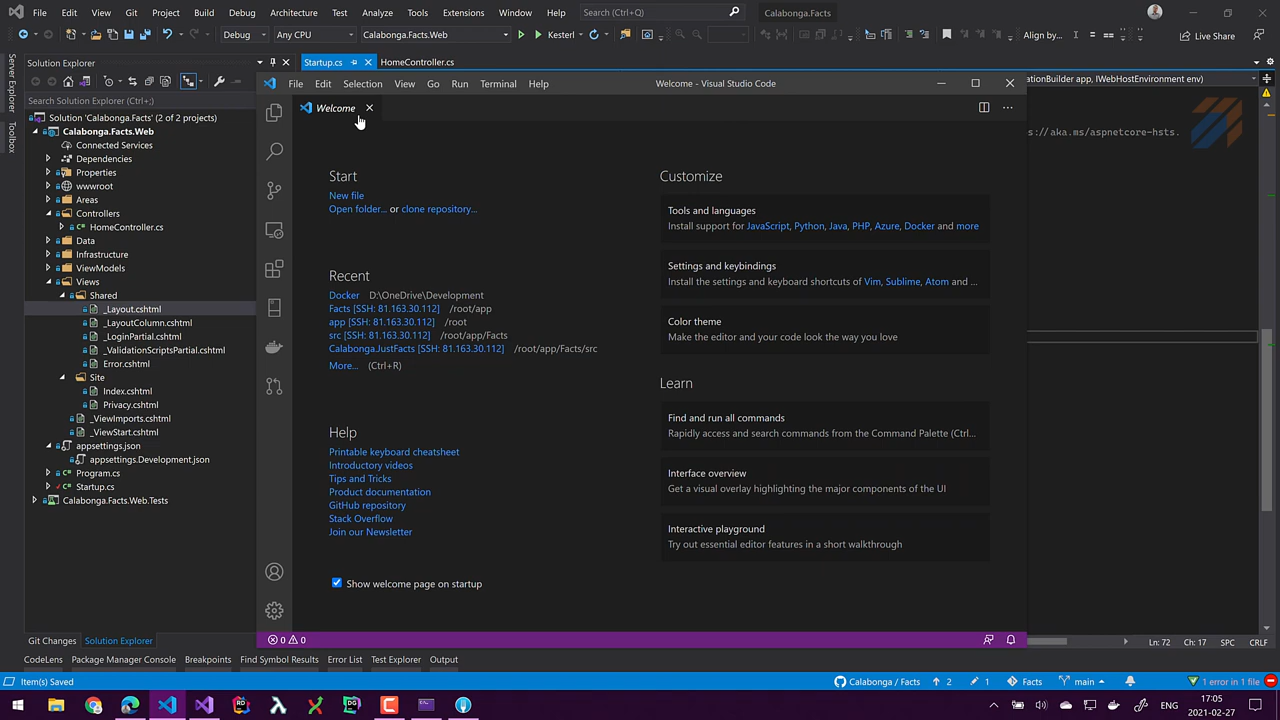 File Edit View Git Project Build Debug Architecture Test Analyze Tools Extensions Window Help Search (Ctrl+Q) Calabonga.Facts
Debug Any CPU Calabonga.Facts.Web Kestrel Align by... Live Share
Server Explorer
Toolbox
Solution Explorer
Search Solution Explorer (Ctrl+;)
Solution 'Calabonga.Facts' (2 of 2 projects)
Calabonga.Facts.Web
Connected Services
Dependencies
Properties
wwwroot
Areas
Controllers
HomeController.cs
Data
Infrastructure
ViewModels
Views
Shared
_Layout.cshtml
_LayoutColumn.cshtml
_LoginPartial.cshtml
_ValidationScriptsPartial.cshtml
Error.cshtml
Site
Index.cshtml
Privacy.cshtml
_ViewImports.cshtml
_ViewStart.cshtml
appsettings.json
appsettings.Development.json
Program.cs
Startup.cs
Calabonga.Facts.Web.Tests
Git Changes Solution Explorer
Startup.cs HomeController.cs
ationBuilder app, IWebHostEnvironment env)
s://aka.ms/aspnetcore-hsts.
File Edit Selection View Go Run Terminal Help Welcome - Visual Studio Code
Welcome
Start
New file
Open folder... or clone repository...
Recent
Docker D:\OneDrive\Development
Facts [SSH: 81.163.30.112] /root/app
app [SSH: 81.163.30.112] /root
src [SSH: 81.163.30.112] /root/app/Facts
Calabonga.JustFacts [SSH: 81.163.30.112] /root/app/Facts/src
More... (Ctrl+R)
Help
Printable keyboard cheatsheet
Introductory videos
Tips and Tricks
Product documentation
GitHub repository
Stack Overflow
Join our Newsletter
Show welcome page on startup
Customize
Tools and languages
Install support for JavaScript, Python, Java, PHP, Azure, Docker and more
Settings and keybindings
Install the settings and keyboard shortcuts of Vim, Sublime, Atom and ...
Color theme
Make the editor and your code look the way you love
Learn
Find and run all commands
Rapidly access and search commands from the Command Palette (Ctrl...
Interface overview
Get a visual overlay highlighting the major components of the UI
Interactive playground
Try out essential editor features in a short walkthrough
0 0
Ln: 72 Ch: 17 SPC CRLF
CodeLens Package Manager Console Breakpoints Find Symbol Results Error List Test Explorer Output
Item(s) Saved Calabonga / Facts 2 1 Facts main 1 error in 1 file
ENG 17:05
2021-02-27